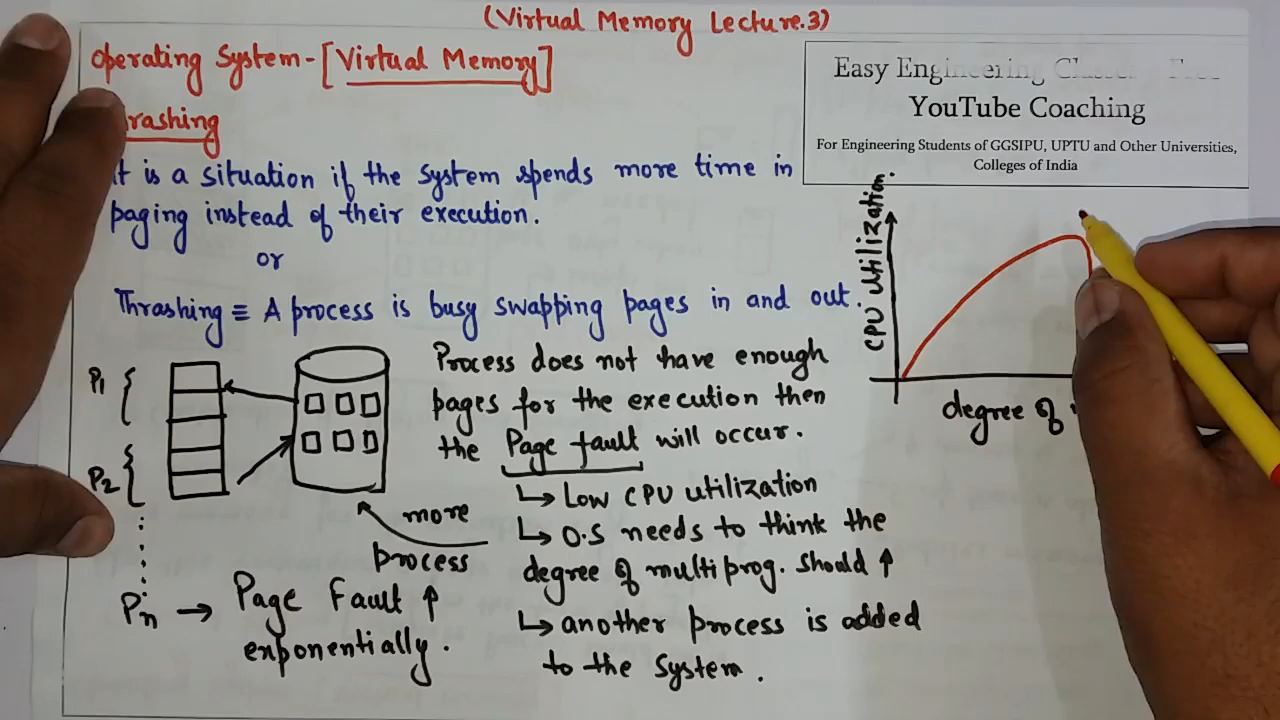 (Virtual Memory Lecture.3)
Operating System-[Virtual Memory]
Easy Engineering Classes - Free
YouTube Coaching
For Engineering Students of GGSIPU, UPTU and Other Universities,
Colleges of India
rashing
It is a situation if the system spends more time in
paging instead of their execution.
or
Thrashing ≡ A process is busy swapping pages in and out.
CPU utilization.
degree of
P1
P2
Pn → Page Fault ↑
exponentially.
more
process
Process does not have enough
pages for the execution then
the Page fault will occur.
↳ Low CPU utilization
↳ O.S needs to think the
degree of multiprog. should ↑
↳ another process is added
to the system.